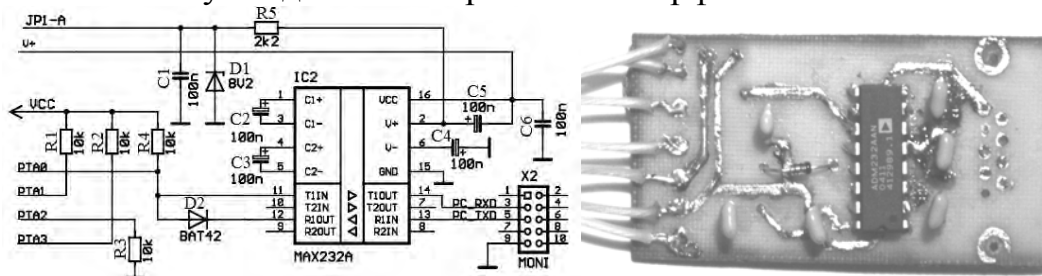 JP1-A
R5
2k2
V+
C1
100n
D1
8V2
IC2
VCC
R1
10k
R2
10k
R4
10k
C2
100n
C3
100n
1 C1+ VCC 16
3 C1- V+ 2
4 C2+ V- 6
5 C2- GND 15
11 T1IN T1OUT 14
10 T2IN T2OUT 7
12 R1OUT R1IN 13
9 R2OUT R2IN 8
MAX232A
C5
100n
C4
100n
C6
100n
PTA0
PTA1
PTA2
PTA3
R3
10k
D2
BAT42
PC_RXD
PC_TXD
X2
1 2
3 4
5 6
7 8
9 10
MONI
ADM232AAN